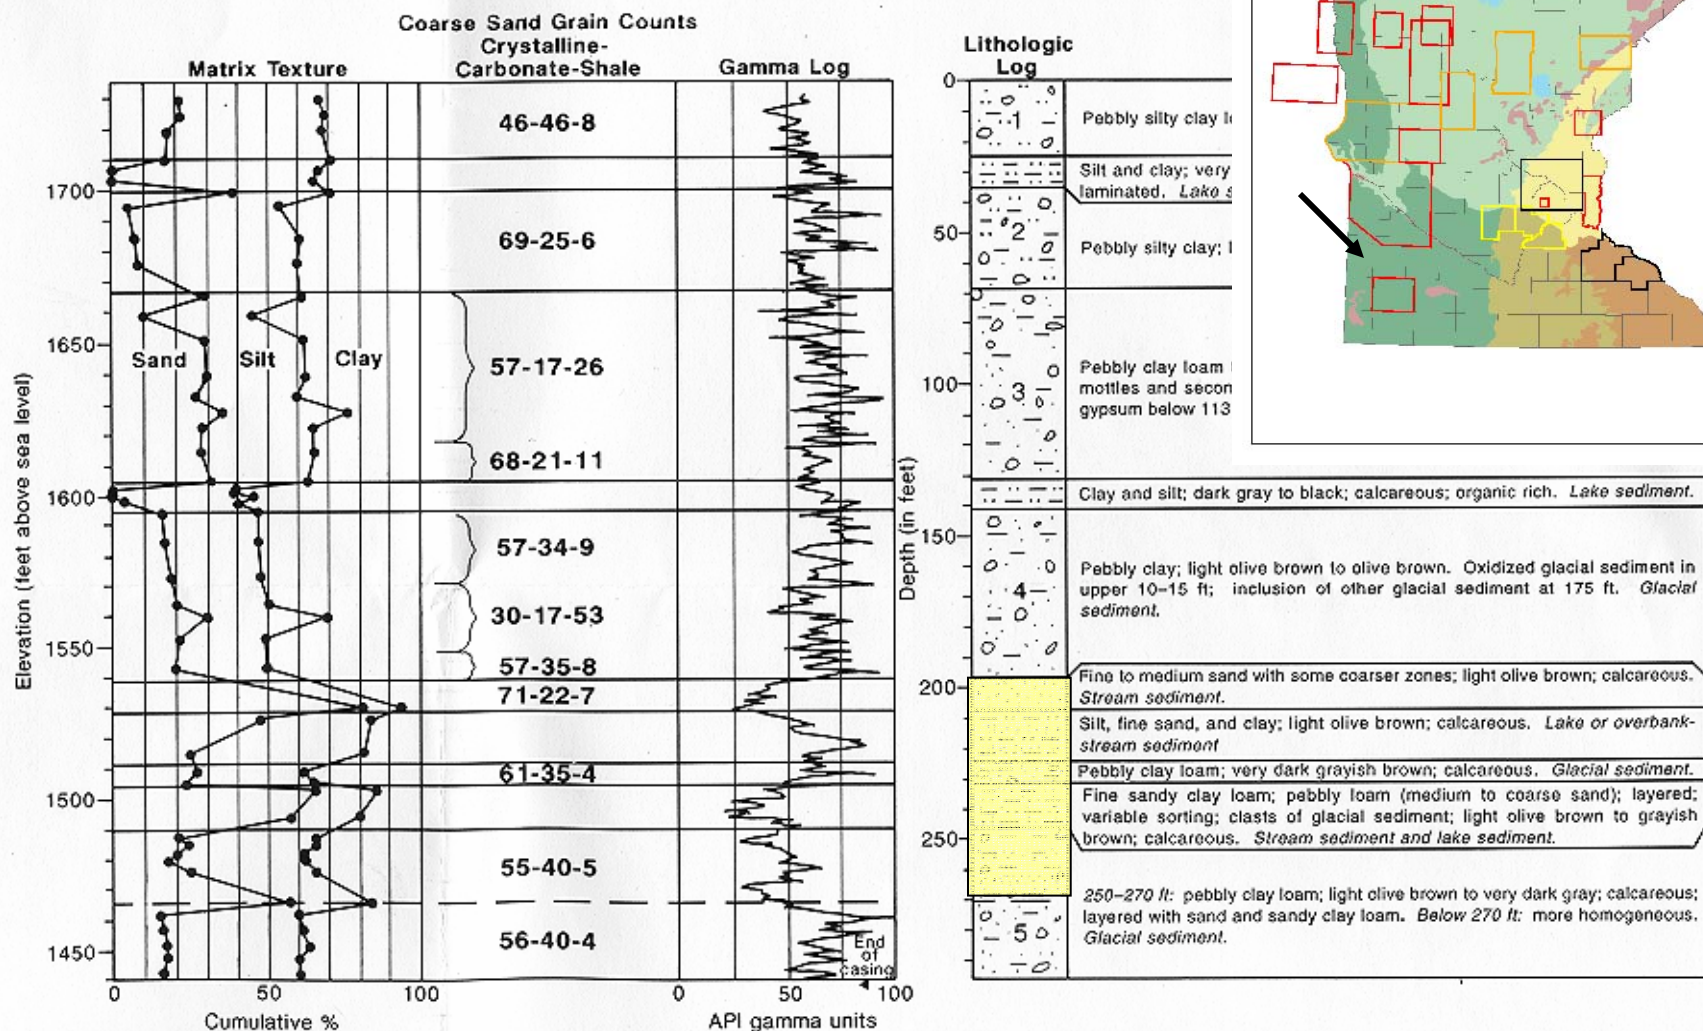 Coarse Sand Grain Counts
Crystalline-
Carbonate-Shale
Matrix Texture
Gamma Log
Lithologic
Log
46-46-8
69-25-6
57-17-26
68-21-11
57-34-9
30-17-53
57-35-8
71-22-7
61-35-4
55-40-5
56-40-4
Sand
Silt
Clay
Elevation (feet above sea level)
1700
1650
1600
1550
1500
1450
0
50
100
Cumulative %
0
50
100
API gamma units
End
of
casing
Depth (in feet)
0
50
100
150
200
250
1
2
3
4
5
Pebbly silty clay
Silt and clay; very
laminated. Lake
Pebbly silty clay;
Pebbly clay loam
mottles and secon
gypsum below 113
Clay and silt; dark gray to black; calcareous; organic rich. Lake sediment.
Pebbly clay; light olive brown to olive brown. Oxidized glacial sediment in
upper 10-15 ft; inclusion of other glacial sediment at 175 ft. Glacial
sediment.
Fine to medium sand with some coarser zones; light olive brown; calcareous.
Stream sediment.
Silt, fine sand, and clay; light olive brown; calcareous. Lake or overbank-
stream sediment
Pebbly clay loam; very dark grayish brown; calcareous. Glacial sediment.
Fine sandy clay loam; pebbly loam (medium to coarse sand); layered;
variable sorting; clasts of glacial sediment; light olive brown to grayish
brown; calcareous. Stream sediment and lake sediment.
250-270 ft: pebbly clay loam; light olive brown to very dark gray; calcareous;
layered with sand and sandy clay loam. Below 270 ft: more homogeneous.
Glacial sediment.